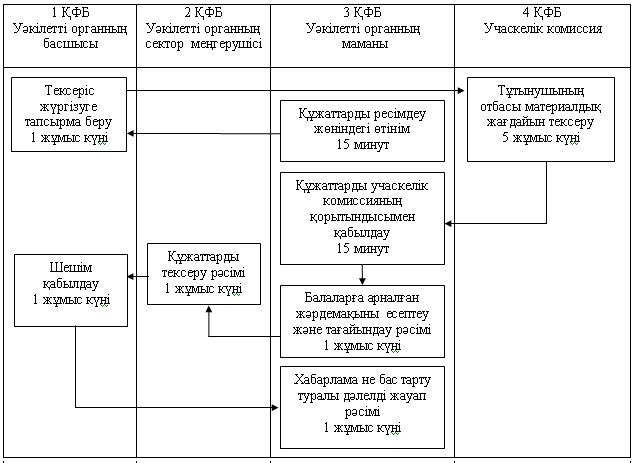 1 ҚФБ
Уәкілетті органның
басшысы
2 ҚФБ
Уәкілетті органның
сектор меңгерушісі
3 ҚФБ
Уәкілетті органның
маманы
4 ҚФБ
Учаскелік комиссия
Тексеріс
жүргізуге
тапсырма беру
1 жұмыс күні
Құжаттарды ресімдеу
жөніндегі өтінім
15 минут
Тұтынушының
отбасы материалдық
жағдайын тексеру
5 жұмыс күні
Құжаттарды учаскелік
комиссияның
қорытындысымен
қабылдау
15 минут
Шешім
қабылдау
1 жұмыс күні
Құжаттарды
тексеру рәсімі
1 жұмыс күні
Балаларға арналған
жәрдемақыны есептеу
және тағайындау рәсімі
1 жұмыс күні
Хабарлама не бас тарту
туралы дәлелді жауап
рәсімі
1 жұмыс күні